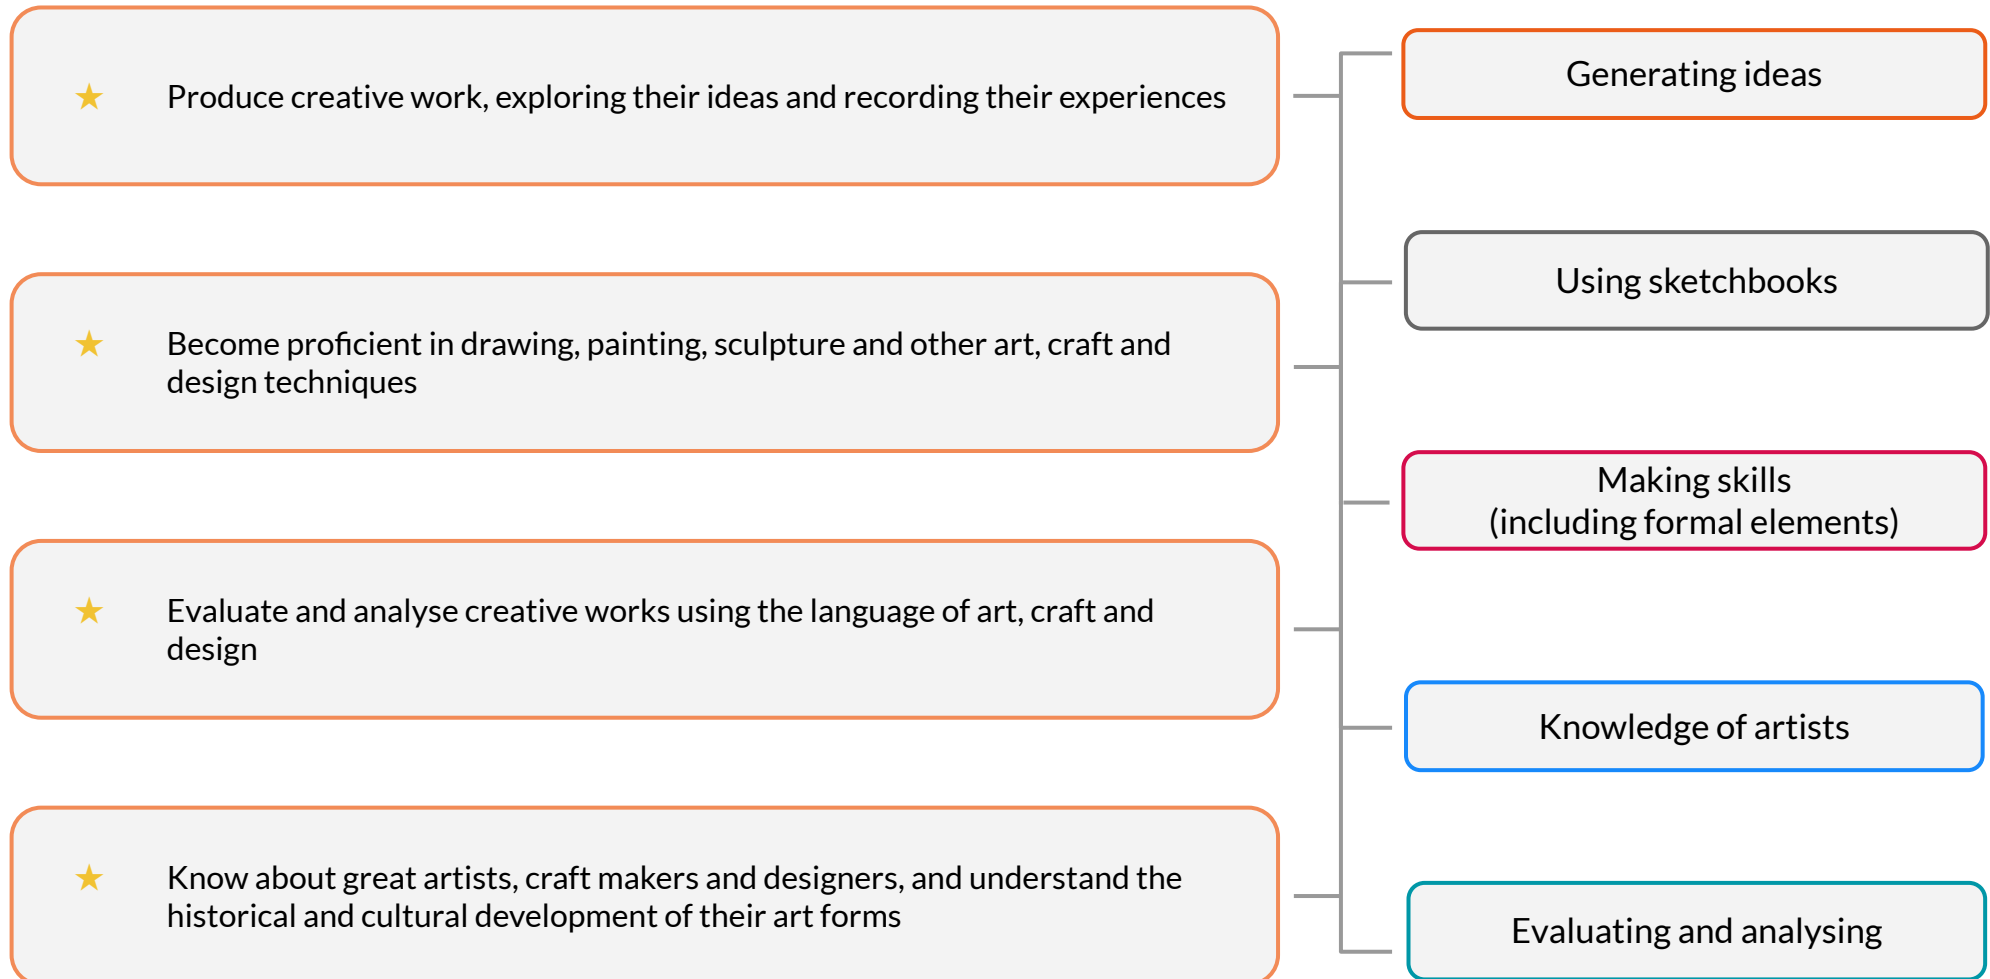 Produce creative work, exploring their ideas and recording their experiences
Become proficient in drawing, painting, sculpture and other art, craft and
design techniques
Evaluate and analyse creative works using the language of art, craft and
design
Know about great artists, craft makers and designers, and understand the
historical and cultural development of their art forms
Generating ideas
Using sketchbooks
Making skills
(including formal elements)
Knowledge of artists
Evaluating and analysing